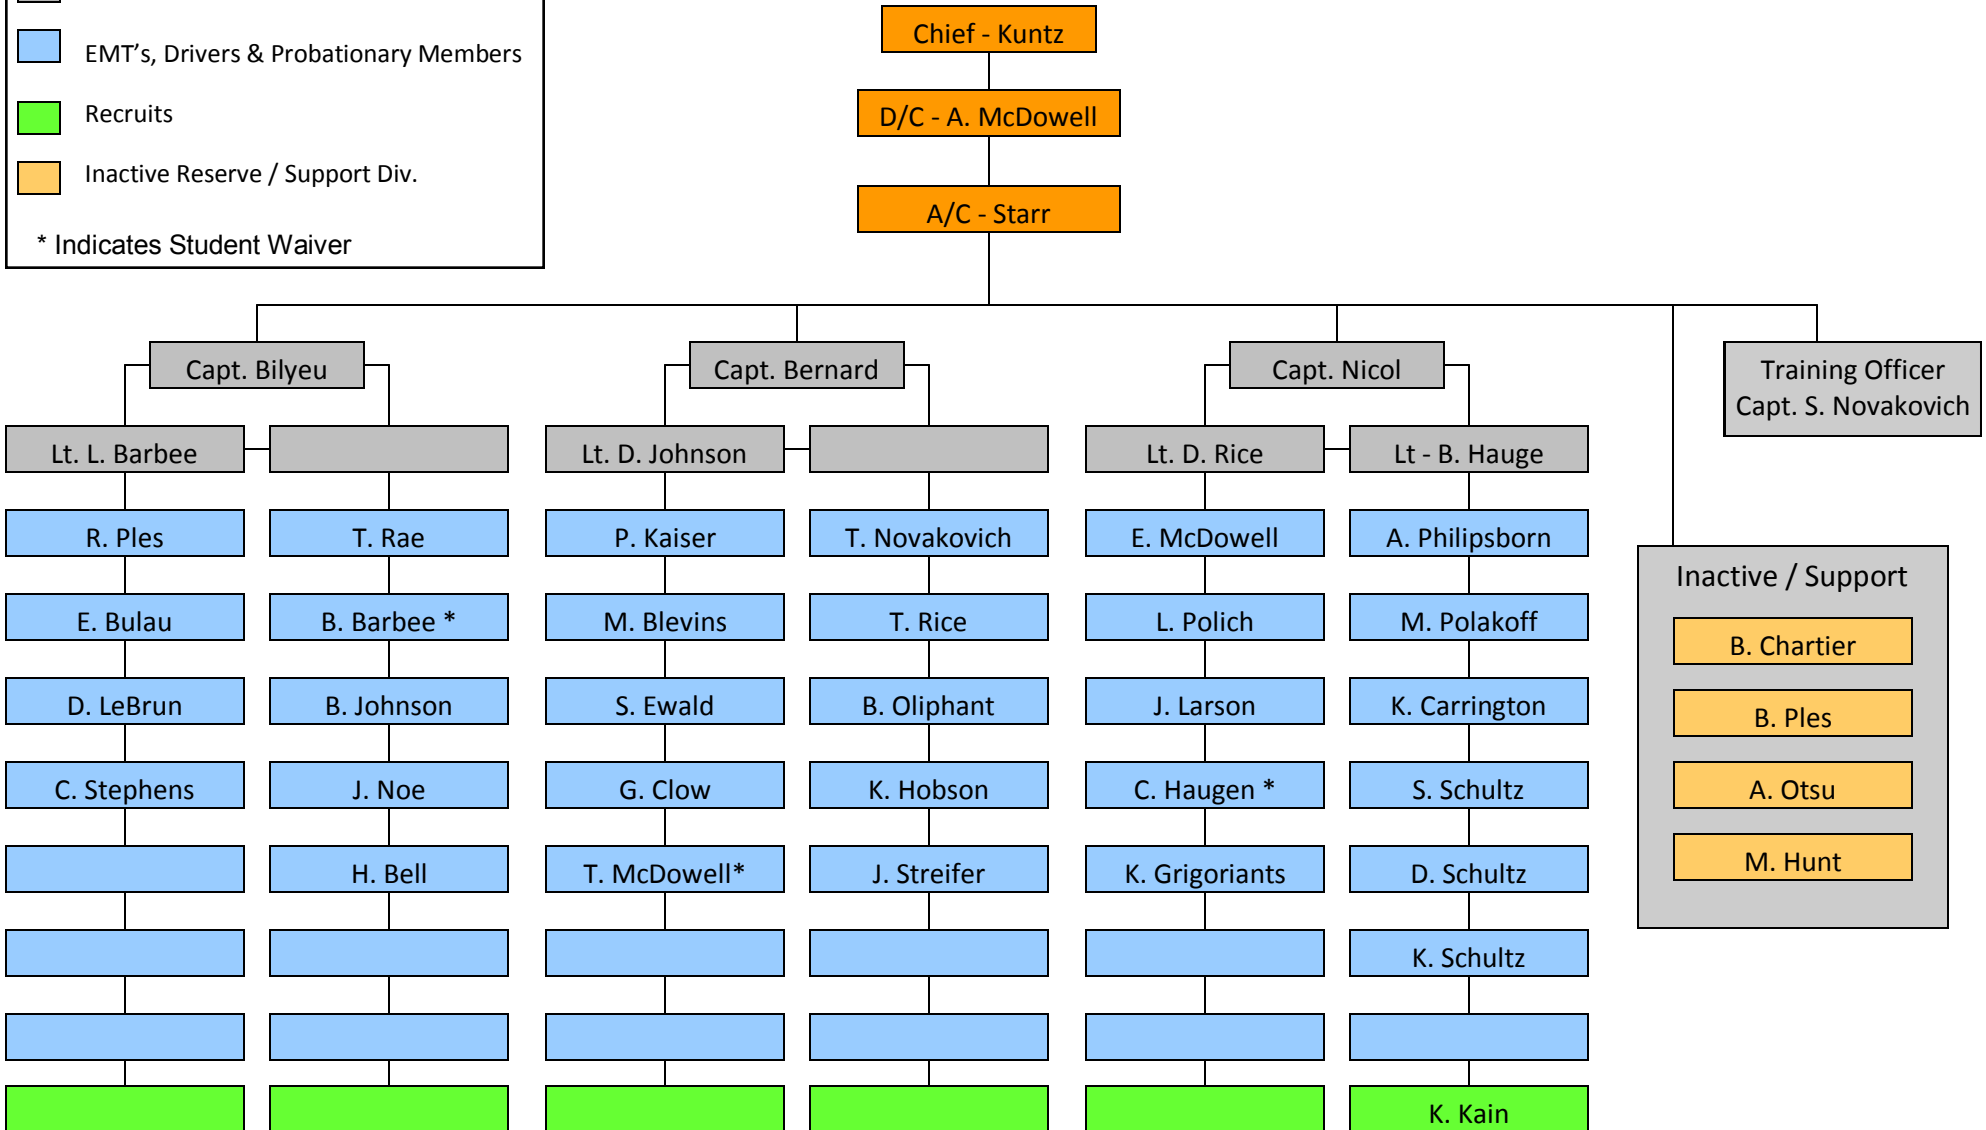 EMT’s, Drivers & Probationary Members
Recruits
Inactive Reserve / Support Div.
* Indicates Student Waiver
Chief - Kuntz
D/C - A. McDowell
A/C - Starr
Capt. Bilyeu
Capt. Bernard
Capt. Nicol
Training Officer
Capt. S. Novakovich
Lt. L. Barbee
Lt. D. Johnson
Lt. D. Rice
Lt - B. Hauge
R. Ples
T. Rae
P. Kaiser
T. Novakovich
E. McDowell
A. Philipsborn
E. Bulau
B. Barbee *
M. Blevins
T. Rice
L. Polich
M. Polakoff
D. LeBrun
B. Johnson
S. Ewald
B. Oliphant
J. Larson
K. Carrington
C. Stephens
J. Noe
G. Clow
K. Hobson
C. Haugen *
S. Schultz
H. Bell
T. McDowell*
J. Streifer
K. Grigoriants
D. Schultz
K. Schultz
K. Kain
Inactive / Support
B. Chartier
B. Ples
A. Otsu
M. Hunt